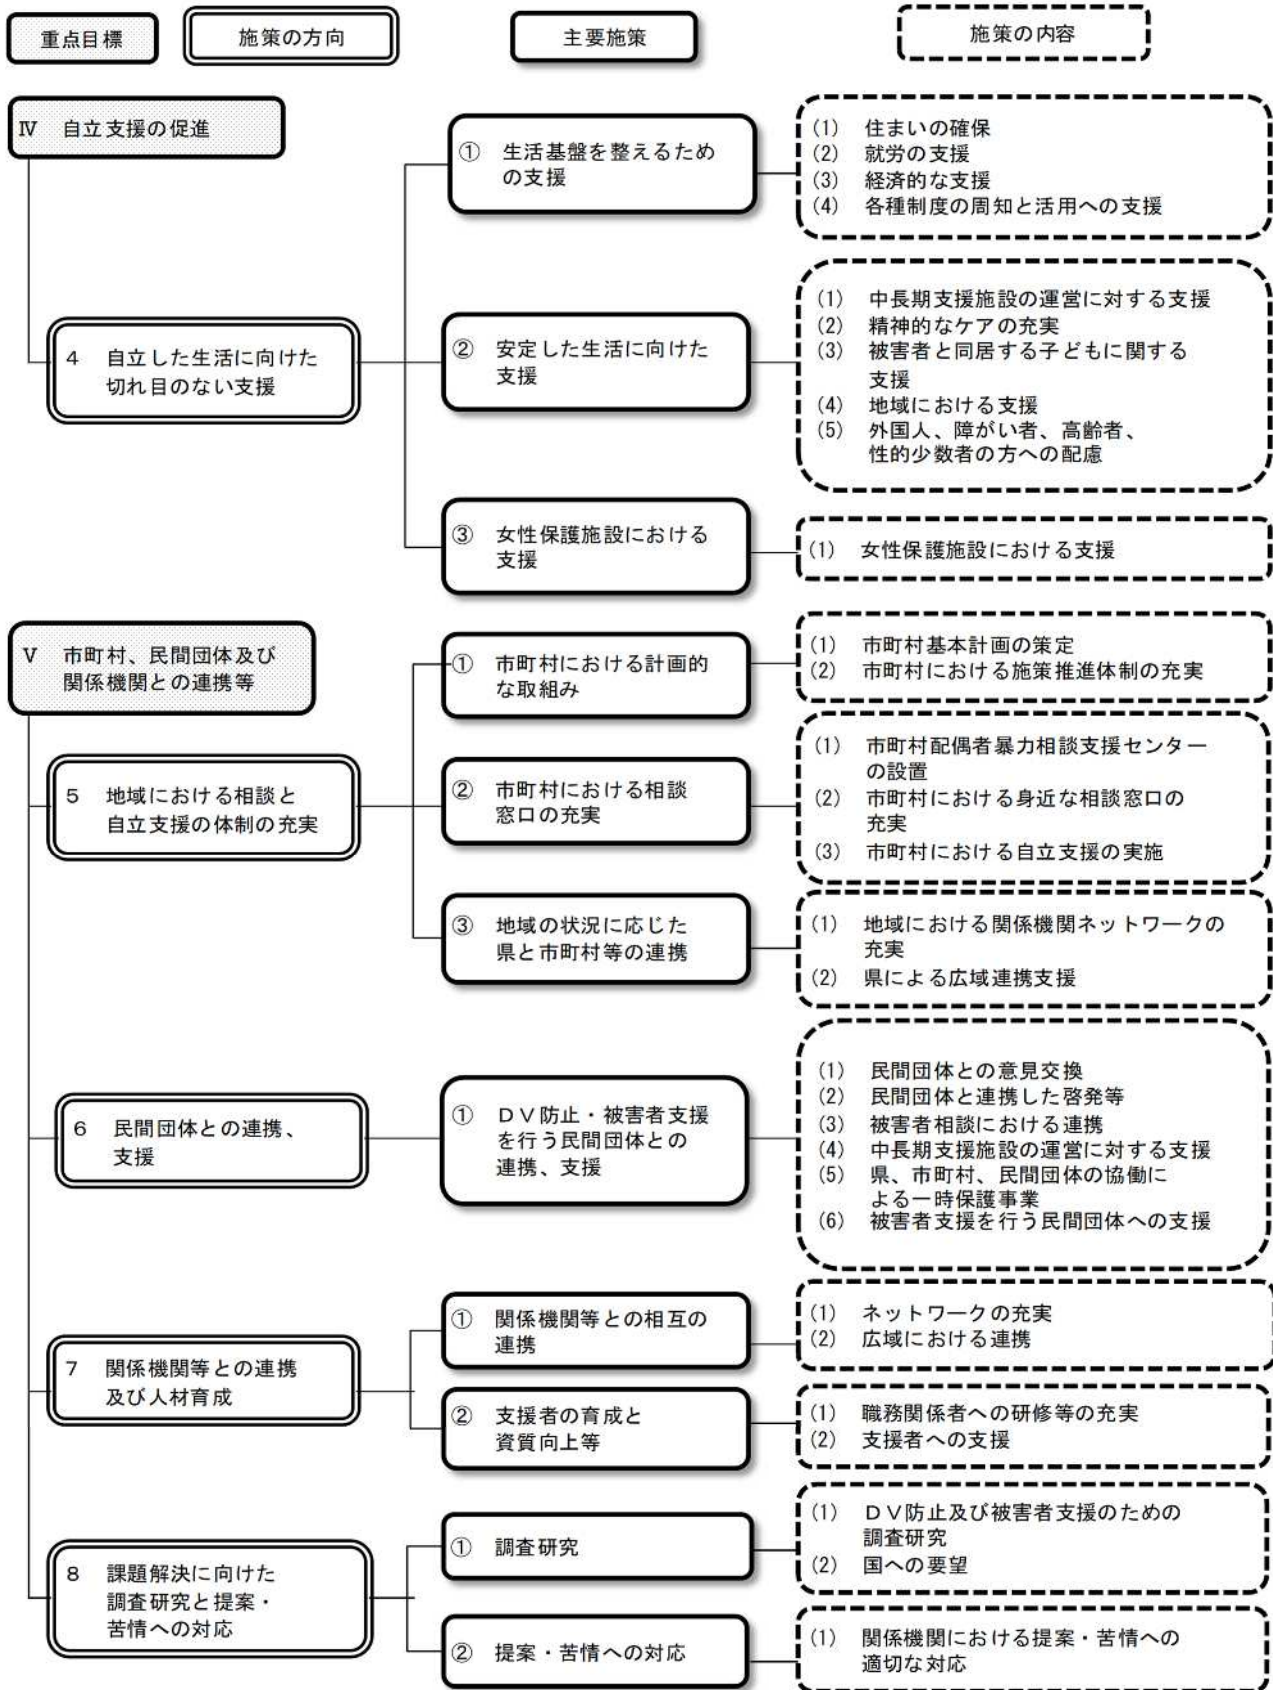 重点目標
施策の方向
主要施策
施策の内容
Ⅳ 自立支援の促進
4 自立した生活に向けた
切れ目のない支援
① 生活基盤を整えるため
の支援
(1) 住まいの確保
(2) 就労の支援
(3) 経済的な支援
(4) 各種制度の周知と活用への支援
② 安定した生活に向けた
支援
(1) 中長期支援施設の運営に対する支援
(2) 精神的なケアの充実
(3) 被害者と同居する子どもに関する
支援
(4) 地域における支援
(5) 外国人、障がい者、高齢者、
性的少数者の方への配慮
③ 女性保護施設における
支援
(1) 女性保護施設における支援
Ⅴ 市町村、民間団体及び
関係機関との連携等
5 地域における相談と
自立支援の体制の充実
① 市町村における計画的
な取組み
(1) 市町村基本計画の策定
(2) 市町村における施策推進体制の充実
② 市町村における相談
窓口の充実
(1) 市町村配偶者暴力相談支援センター
の設置
(2) 市町村における身近な相談窓口の
充実
(3) 市町村における自立支援の実施
③ 地域の状況に応じた
県と市町村等の連携
(1) 地域における関係機関ネットワークの
充実
(2) 県による広域連携支援
6 民間団体との連携、
支援
① ＤＶ防止・被害者支援
を行う民間団体との
連携、支援
(1) 民間団体との意見交換
(2) 民間団体と連携した啓発等
(3) 被害者相談における連携
(4) 中長期支援施設の運営に対する支援
(5) 県、市町村、民間団体の協働に
よる一時保護事業
(6) 被害者支援を行う民間団体への支援
7 関係機関等との連携
及び人材育成
① 関係機関等との相互の
連携
(1) ネットワークの充実
(2) 広域における連携
② 支援者の育成と
資質向上等
(1) 職務関係者への研修等の充実
(2) 支援者への支援
8 課題解決に向けた
調査研究と提案・
苦情への対応
① 調査研究
(1) ＤＶ防止及び被害者支援のための
調査研究
(2) 国への要望
② 提案・苦情への対応
(1) 関係機関における提案・苦情への
適切な対応